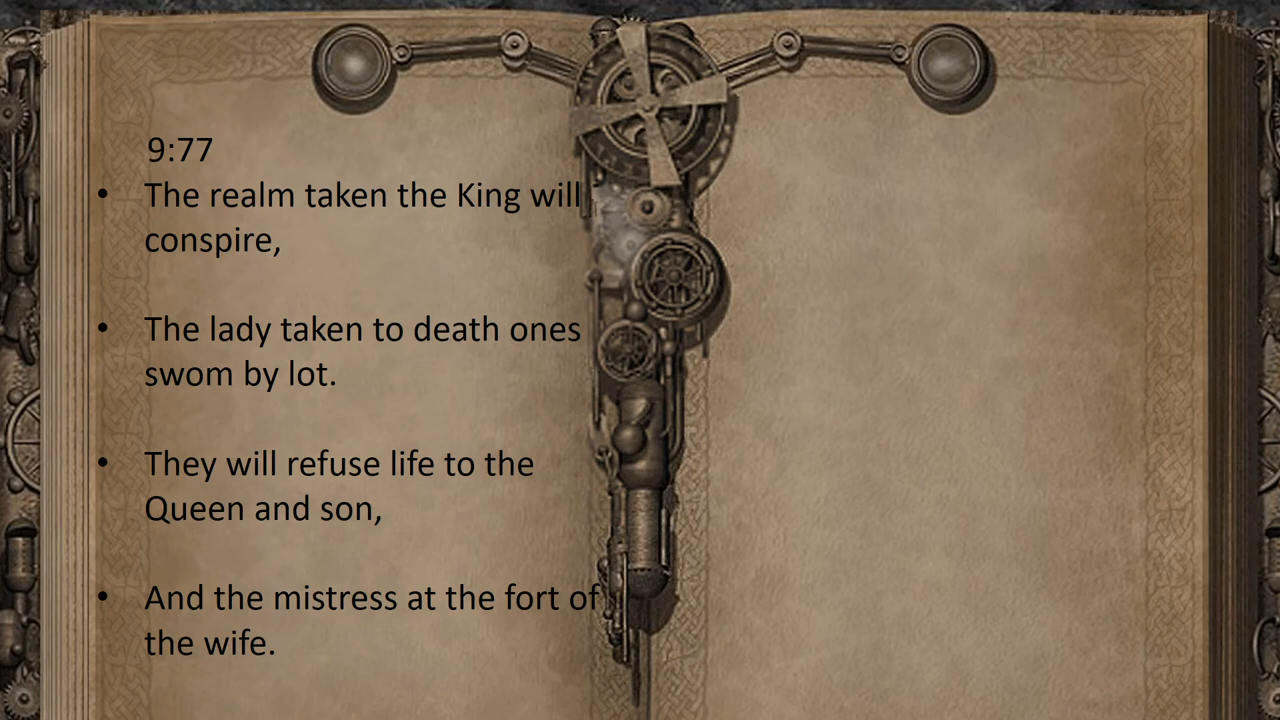 9:77
• The realm taken the King will
conspire,
• The lady taken to death ones
swom by lot.
• They will refuse life to the
Queen and son,
• And the mistress at the fort of
the wife.